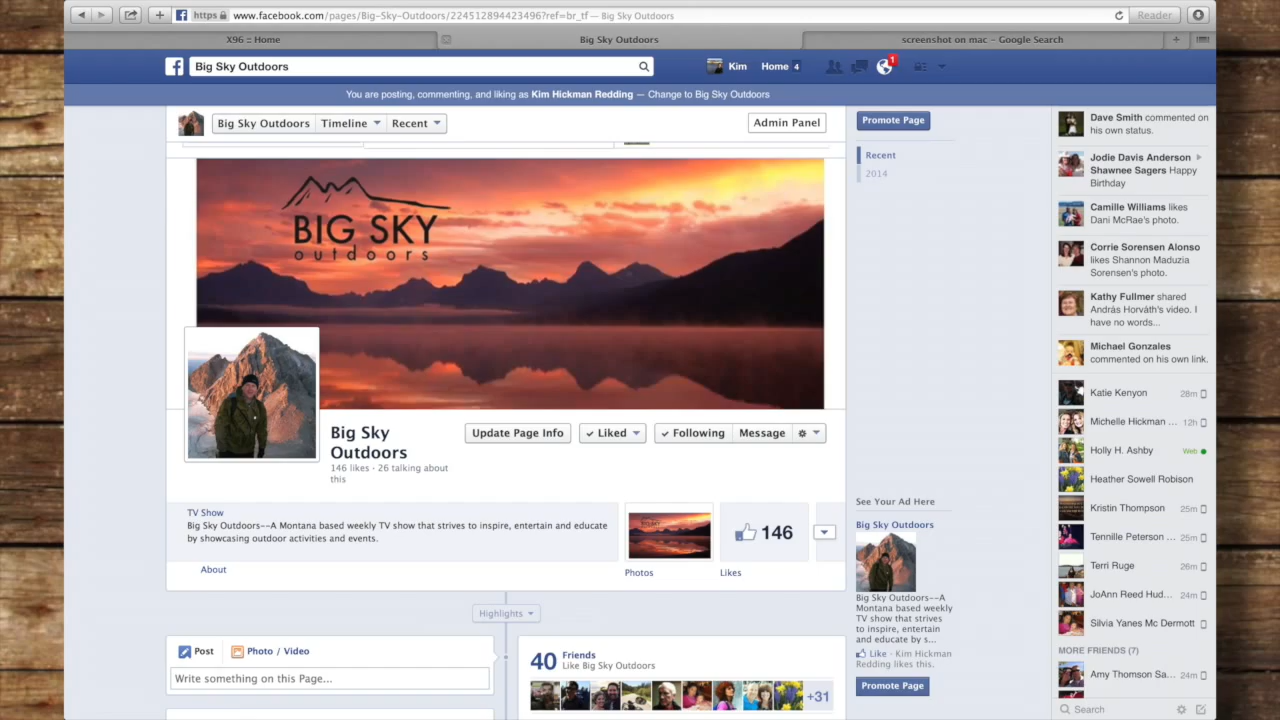 https www.facebook.com/pages/Big-Sky-Outdoors/224512894423496?ref=br_tf — Big Sky Outdoors
Reader
X96 :: Home
Big Sky Outdoors
screenshot on mac – Google Search
Big Sky Outdoors
Kim
Home 4
1
You are posting, commenting, and liking as Kim Hickman Redding — Change to Big Sky Outdoors
Big Sky Outdoors
Timeline
Recent
Admin Panel
BIG SKY
outdoors
Big Sky
Outdoors
146 likes · 26 talking about
this
Update Page Info
Liked
Following
Message
TV Show
Big Sky Outdoors--A Montana based weekly TV show that strives to inspire, entertain and educate
by showcasing outdoor activities and events.
About
BIG SKY
outdoors
Photos
146
Likes
Highlights
Post
Photo / Video
Write something on this Page...
40
Friends
Like Big Sky Outdoors
+31
Promote Page
Recent
2014
See Your Ad Here
Big Sky Outdoors
Big Sky Outdoors--A
Montana based weekly
TV show that strives
to inspire, entertain
and educate by s...
Like · Kim Hickman
Redding likes this.
Promote Page
Dave Smith commented on
his own status.
Jodie Davis Anderson
Shawnee Sagers Happy
Birthday
Camille Williams likes
Dani McRae's photo.
Corrie Sorensen Alonso
likes Shannon Maduzia
Sorensen's photo.
Kathy Fullmer shared
András Horváth's video. I
have no words...
Michael Gonzales
commented on his own link.
Katie Kenyon 28m
Michelle Hickman ... 12h
Holly H. Ashby Web
Heather Sowell Robison
Kristin Thompson 25m
Tennille Peterson ... 25m
Terri Ruge 26m
JoAnn Reed Hud... 24m
Silvia Yanes Mc Dermott
MORE FRIENDS (7)
Amy Thomson Sa... 24m
Search